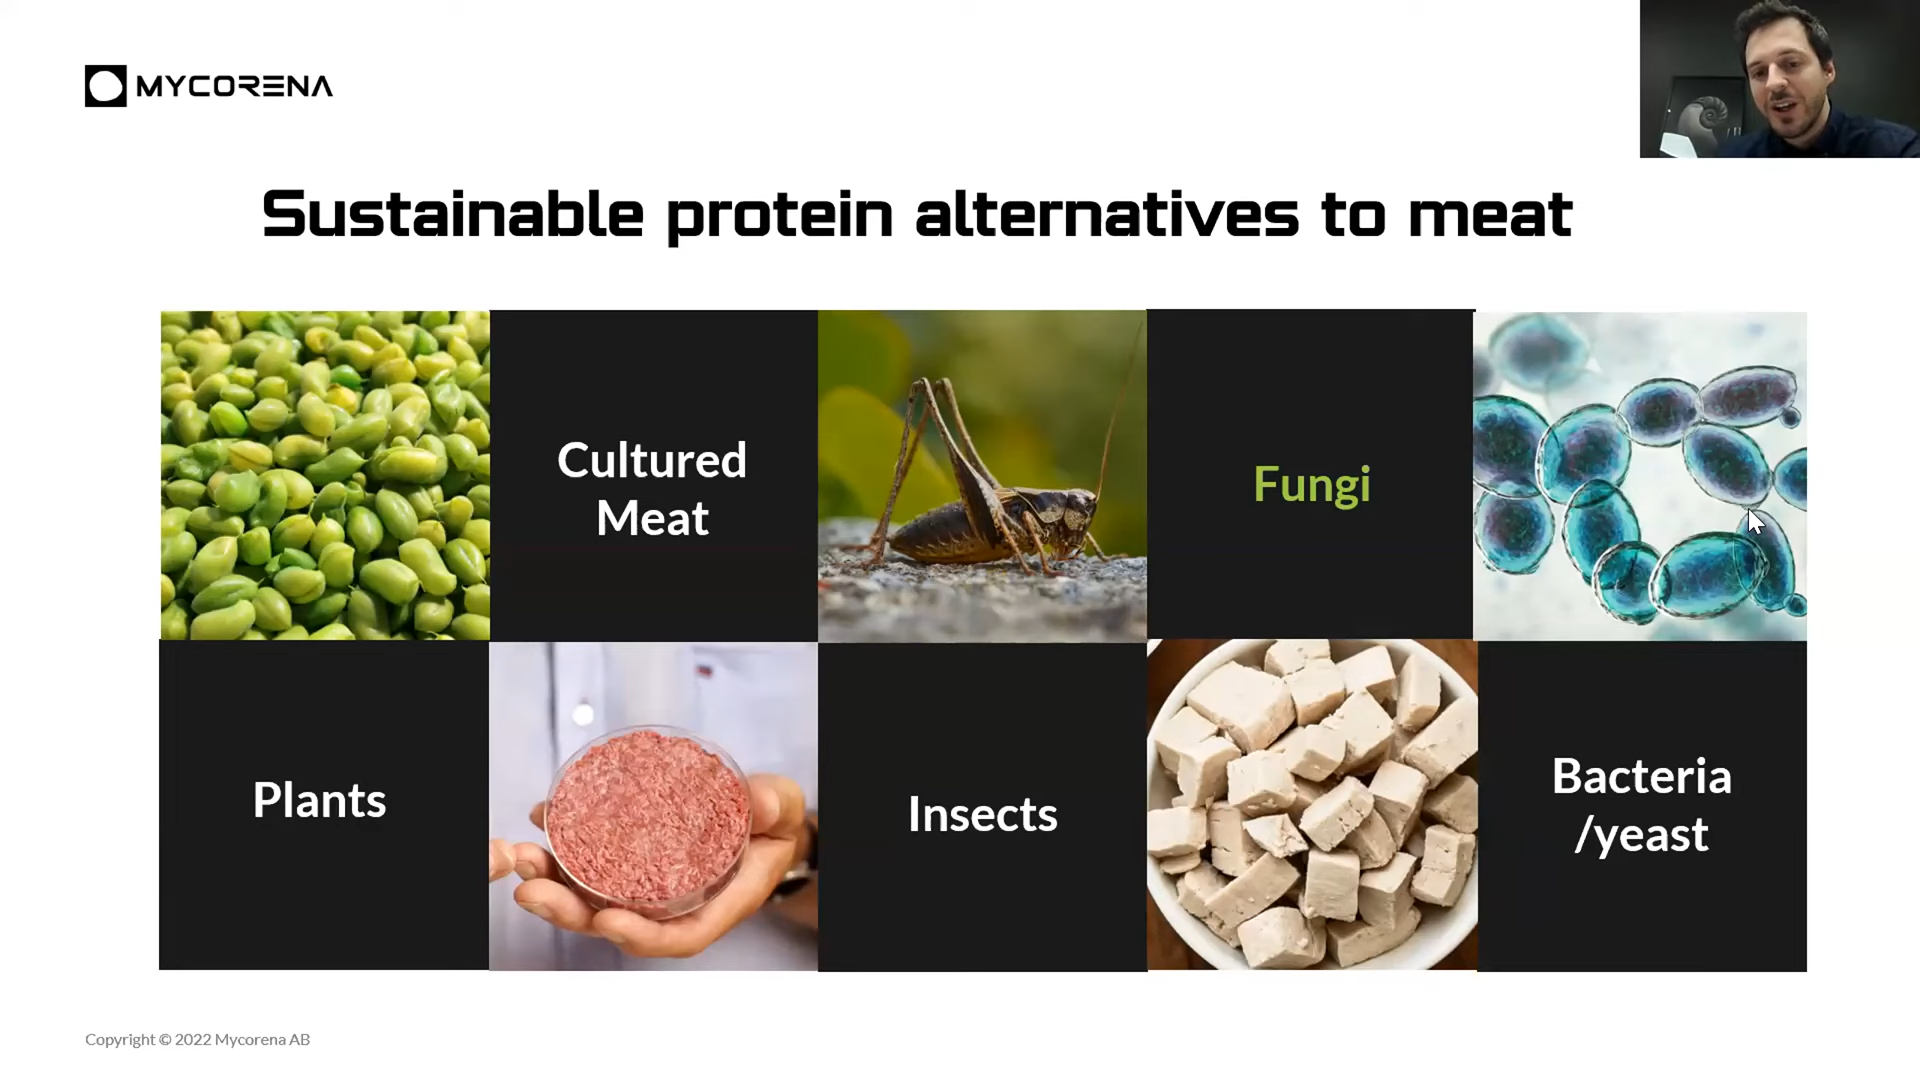 MYCORENA
Sustainable protein alternatives to meat
Cultured
Meat
Fungi
Plants
Insects
Bacteria
/yeast
Copyright © 2022 Mycorena AB